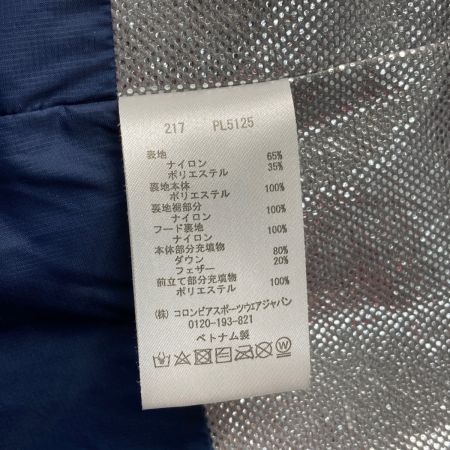 217 PL5125
表地
ナイロン 65%
ポリエステル 35%
裏地本体
ポリエステル 100%
裏地裾部分
ナイロン 100%
フード裏地
ナイロン 100%
本体部分充填物
ダウン 80%
フェザー 20%
前立て部分充填物
ポリエステル 100%
(株) コロンビアスポーツウエアジャパン
0120-193-821
ベトナム製